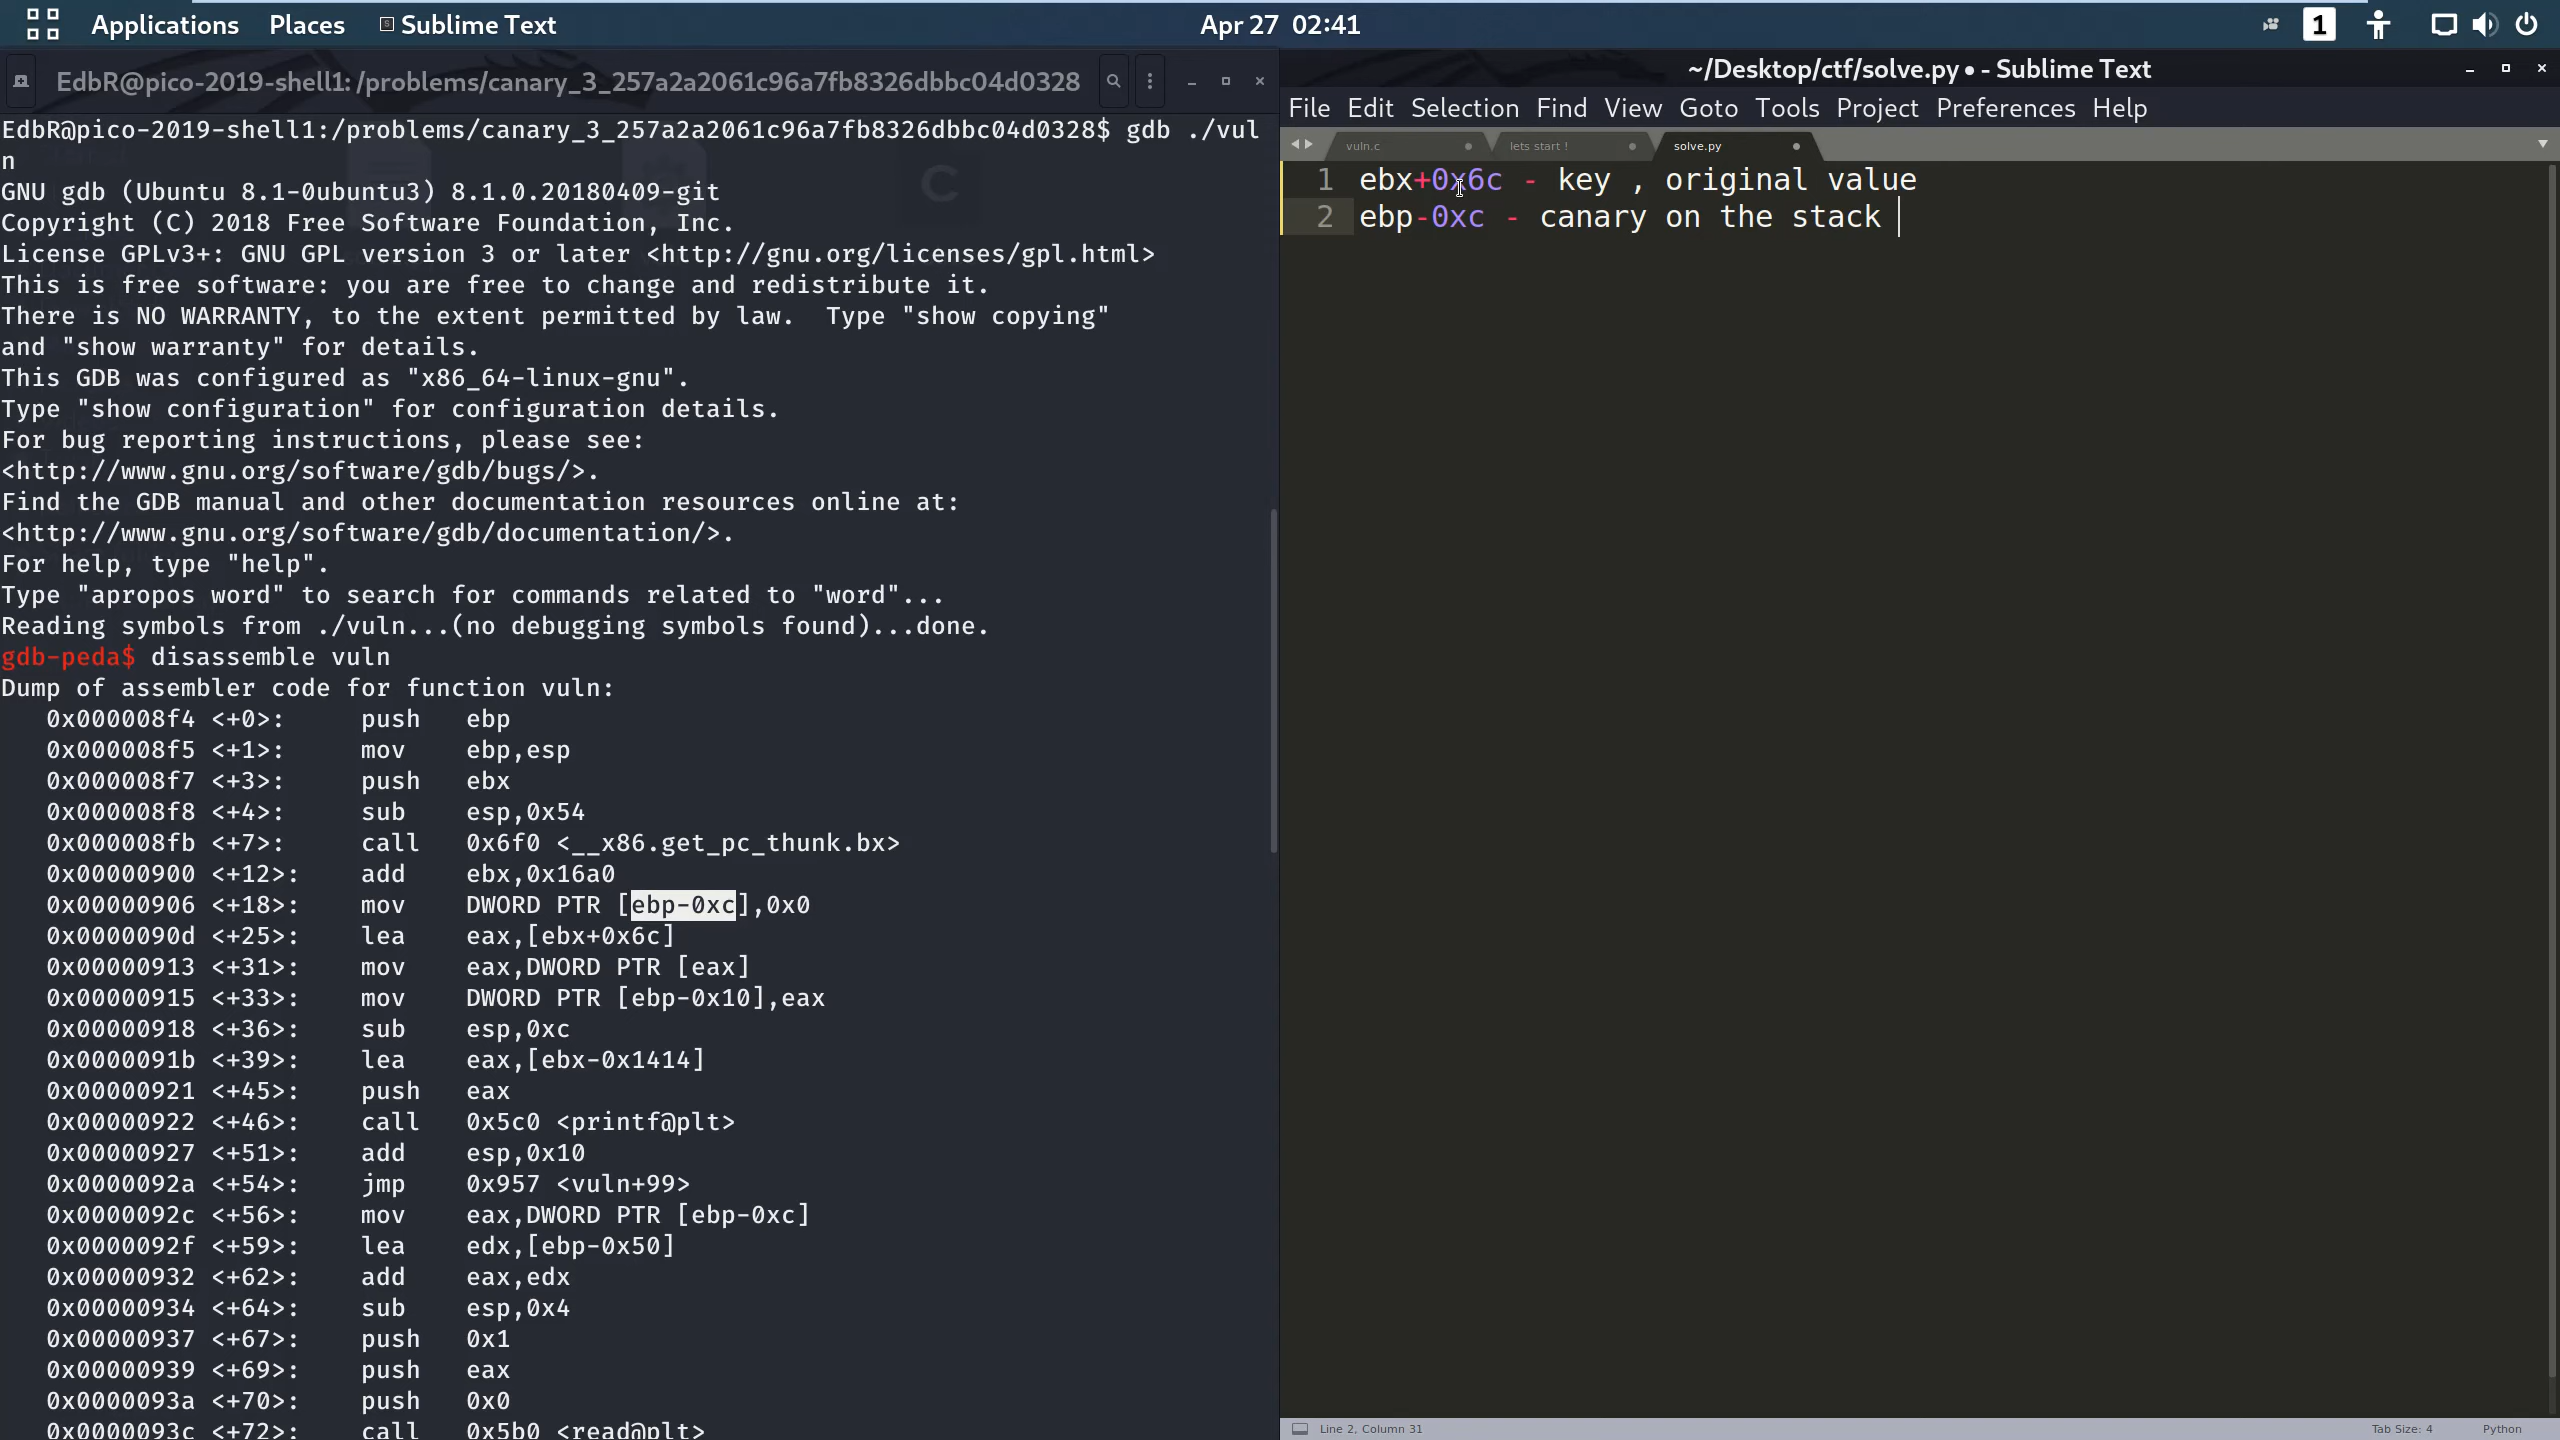 Applications Places Sublime Text Apr 27 02:41 1
EdbR@pico-2019-shell1: /problems/canary_3_257a2a2061c96a7fb8326dbbc04d0328
EdbR@pico-2019-shell1:/problems/canary_3_257a2a2061c96a7fb8326dbbc04d0328$ gdb ./vul
n
GNU gdb (Ubuntu 8.1-0ubuntu3) 8.1.0.20180409-git
Copyright (C) 2018 Free Software Foundation, Inc.
License GPLv3+: GNU GPL version 3 or later <http://gnu.org/licenses/gpl.html>
This is free software: you are free to change and redistribute it.
There is NO WARRANTY, to the extent permitted by law.  Type "show copying"
and "show warranty" for details.
This GDB was configured as "x86_64-linux-gnu".
Type "show configuration" for configuration details.
For bug reporting instructions, please see:
<http://www.gnu.org/software/gdb/bugs/>.
Find the GDB manual and other documentation resources online at:
<http://www.gnu.org/software/gdb/documentation/>.
For help, type "help".
Type "apropos word" to search for commands related to "word"...
Reading symbols from ./vuln...(no debugging symbols found)...done.
gdb-peda$ disassemble vuln
Dump of assembler code for function vuln:
0x000008f4 <+0>: push ebp
0x000008f5 <+1>: mov ebp,esp
0x000008f7 <+3>: push ebx
0x000008f8 <+4>: sub esp,0x54
0x000008fb <+7>: call 0x6f0 <__x86.get_pc_thunk.bx>
0x00000900 <+12>: add ebx,0x16a0
0x00000906 <+18>: mov DWORD PTR [ebp-0xc],0x0
0x0000090d <+25>: lea eax,[ebx+0x6c]
0x00000913 <+31>: mov eax,DWORD PTR [eax]
0x00000915 <+33>: mov DWORD PTR [ebp-0x10],eax
0x00000918 <+36>: sub esp,0xc
0x0000091b <+39>: lea eax,[ebx-0x1414]
0x00000921 <+45>: push eax
0x00000922 <+46>: call 0x5c0 <printf@plt>
0x00000927 <+51>: add esp,0x10
0x0000092a <+54>: jmp 0x957 <vuln+99>
0x0000092c <+56>: mov eax,DWORD PTR [ebp-0xc]
0x0000092f <+59>: lea edx,[ebp-0x50]
0x00000932 <+62>: add eax,edx
0x00000934 <+64>: sub esp,0x4
0x00000937 <+67>: push 0x1
0x00000939 <+69>: push eax
0x0000093a <+70>: push 0x0
0x0000093c <+72>: call 0x5b0 <read@plt>
~/Desktop/ctf/solve.py • - Sublime Text
File Edit Selection Find View Goto Tools Project Preferences Help
vuln.c lets start ! solve.py
1 ebx+0x6c - key , original value
2 ebp-0xc - canary on the stack
Line 2, Column 31 Tab Size: 4 Python